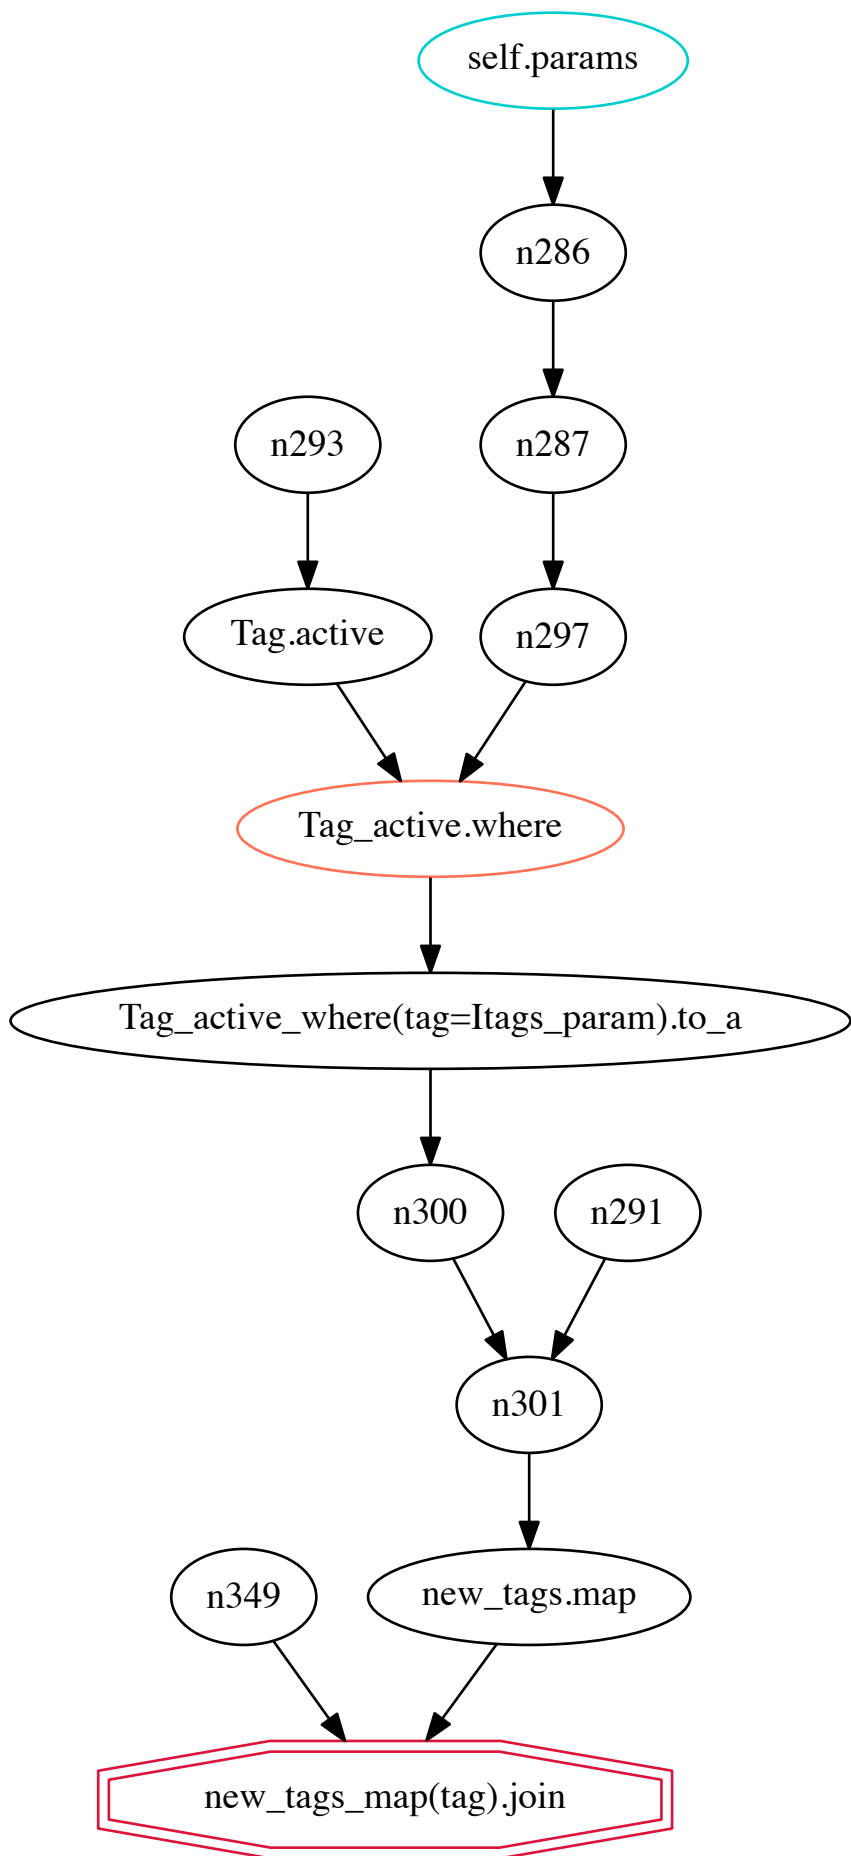 self.params
n286
n293
n287
Tag.active
n297
Tag_active.where
Tag_active_where(tag=Itags_param).to_a
n300
n291
n301
n349
new_tags.map
new_tags_map(tag).join